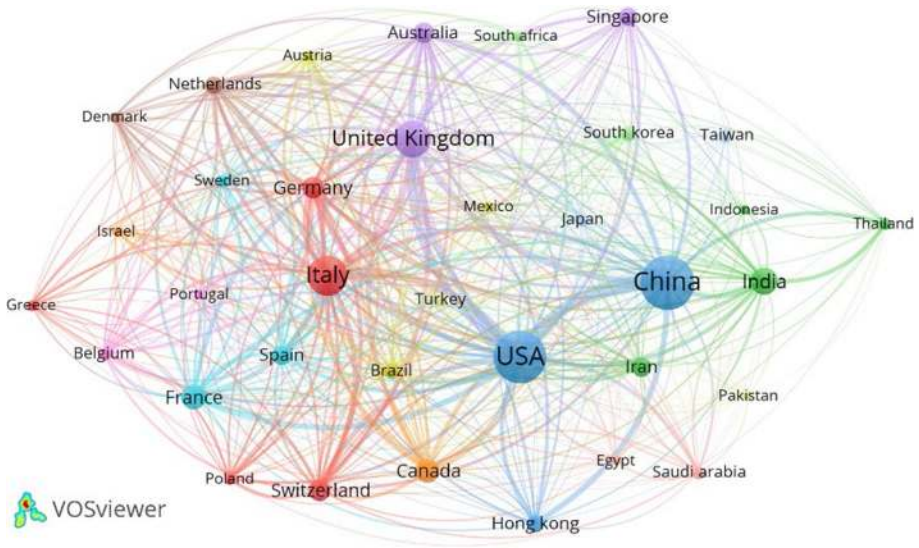 Singapore
Australia
South africa
Austria
Netherlands
Denmark
United Kingdom
South korea
Taiwan
Sweden
Germany
Mexico
Japan
Indonesia
Thailand
Israel
Italy
China
India
Greece
Portugal
Turkey
Belgium
Spain
USA
Brazil
Iran
France
Pakistan
Poland
Switzerland
Canada
Egypt
Saudi arabia
VOSviewer
Hong kong